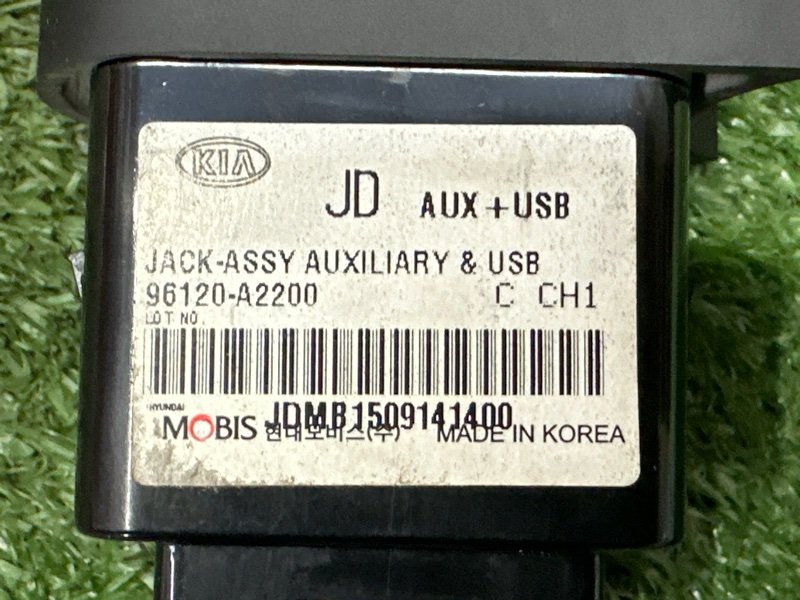 KIA
JD AUX + USB
JACK-ASSY AUXILIARY & USB
96120-A2200 C CH1
LOT NO
JDMB1509141400
HYUNDAI
MOBIS 현대모비스(주) MADE IN KOREA